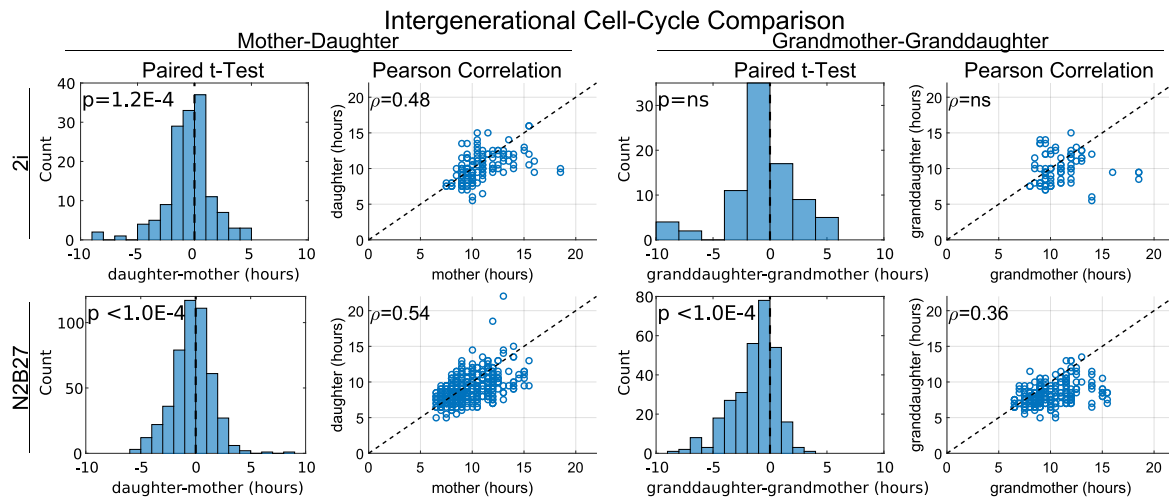 Intergenerational Cell-Cycle Comparison
Mother-Daughter
Grandmother-Granddaughter
Paired t-Test
Pearson Correlation
Paired t-Test
Pearson Correlation
2i
p=1.2E-4
Count
0
10
20
30
40
-10
-5
0
5
10
daughter-mother (hours)
ρ=0.48
daughter (hours)
0
5
10
15
20
0
5
10
15
20
mother (hours)
p=ns
Count
0
10
20
30
-10
-5
0
5
10
granddaughter-grandmother (hours)
ρ=ns
granddaughter (hours)
0
5
10
15
20
0
5
10
15
20
grandmother (hours)
N2B27
p <1.0E-4
Count
0
50
100
-10
-5
0
5
10
daughter-mother (hours)
ρ=0.54
daughter (hours)
0
5
10
15
20
0
5
10
15
20
mother (hours)
p <1.0E-4
Count
0
20
40
60
80
-10
-5
0
5
10
granddaughter-grandmother (hours)
ρ=0.36
granddaughter (hours)
0
5
10
15
20
0
5
10
15
20
grandmother (hours)